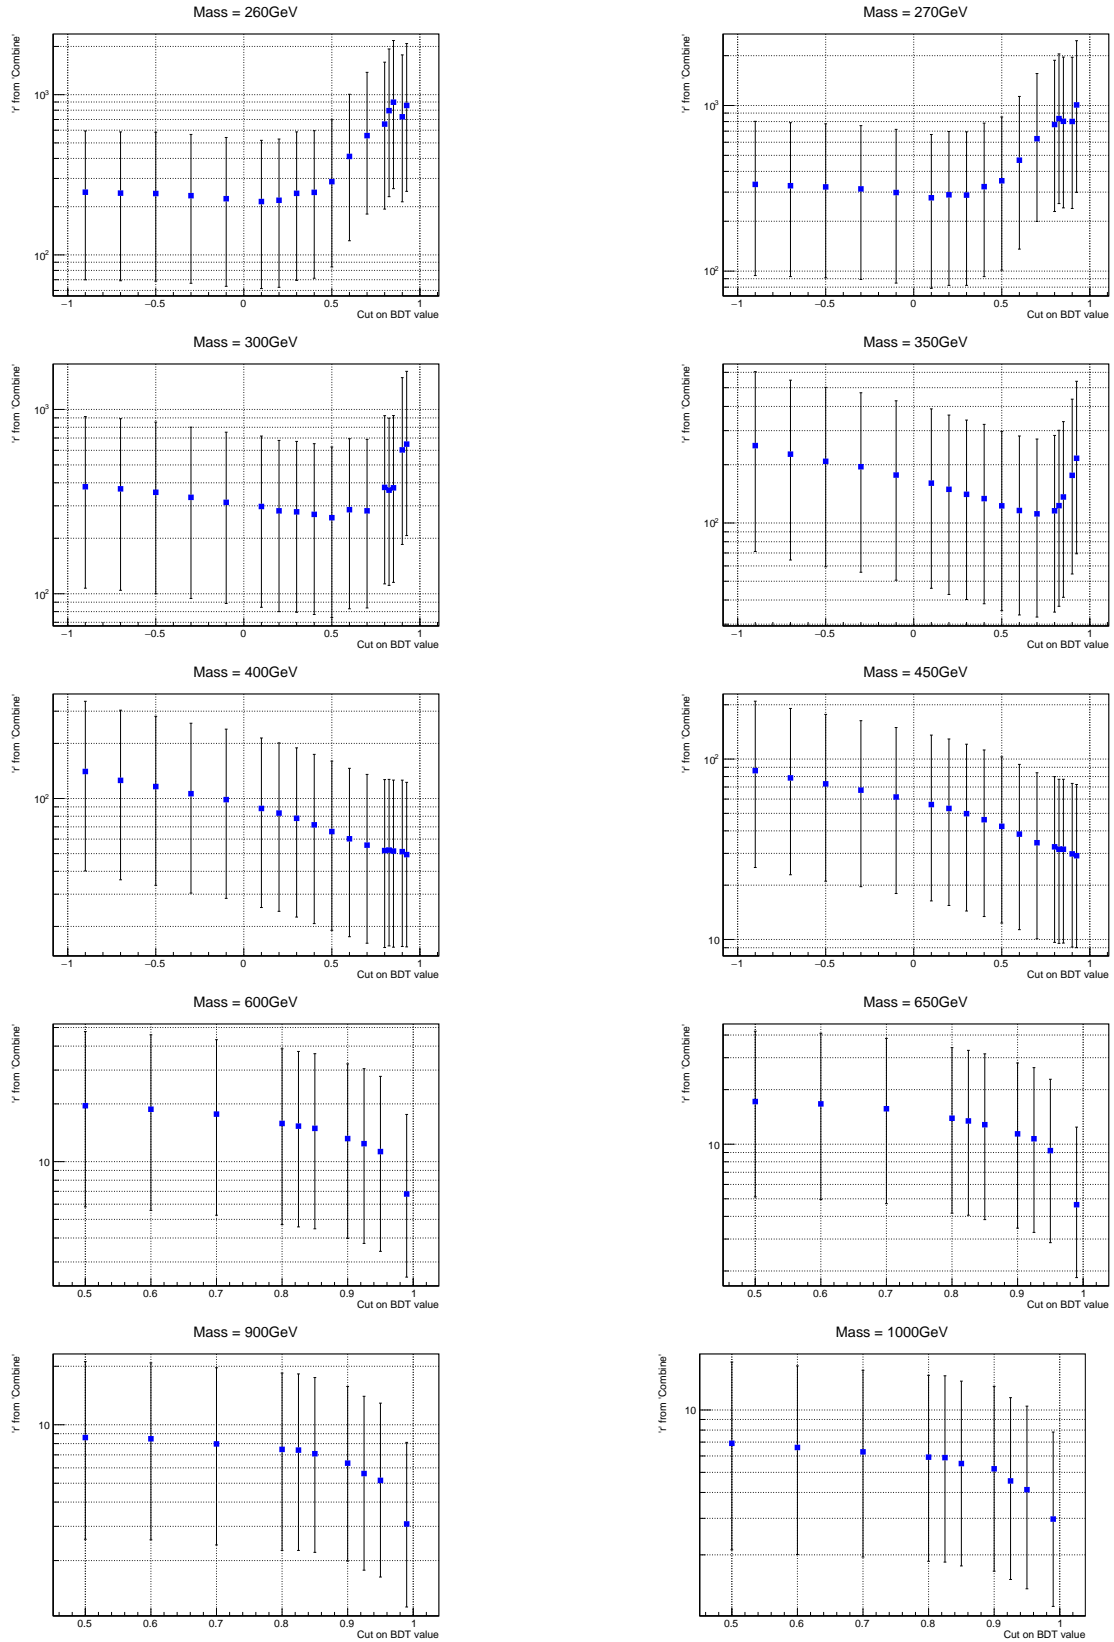 Mass = 260GeV
'r' from 'Combine'
10³
10²
−1 −0.5 0 0.5 1
Cut on BDT value
Mass = 270GeV
'r' from 'Combine'
10³
10²
−1 −0.5 0 0.5 1
Cut on BDT value
Mass = 300GeV
'r' from 'Combine'
10³
10²
−1 −0.5 0 0.5 1
Cut on BDT value
Mass = 350GeV
'r' from 'Combine'
10²
−1 −0.5 0 0.5 1
Cut on BDT value
Mass = 400GeV
'r' from 'Combine'
10²
−1 −0.5 0 0.5 1
Cut on BDT value
Mass = 450GeV
'r' from 'Combine'
10²
10
−1 −0.5 0 0.5 1
Cut on BDT value
Mass = 600GeV
'r' from 'Combine'
10
0.5 0.6 0.7 0.8 0.9 1
Cut on BDT value
Mass = 650GeV
'r' from 'Combine'
10
0.5 0.6 0.7 0.8 0.9 1
Cut on BDT value
Mass = 900GeV
'r' from 'Combine'
10
0.5 0.6 0.7 0.8 0.9 1
Cut on BDT value
Mass = 1000GeV
'r' from 'Combine'
10
0.5 0.6 0.7 0.8 0.9 1
Cut on BDT value